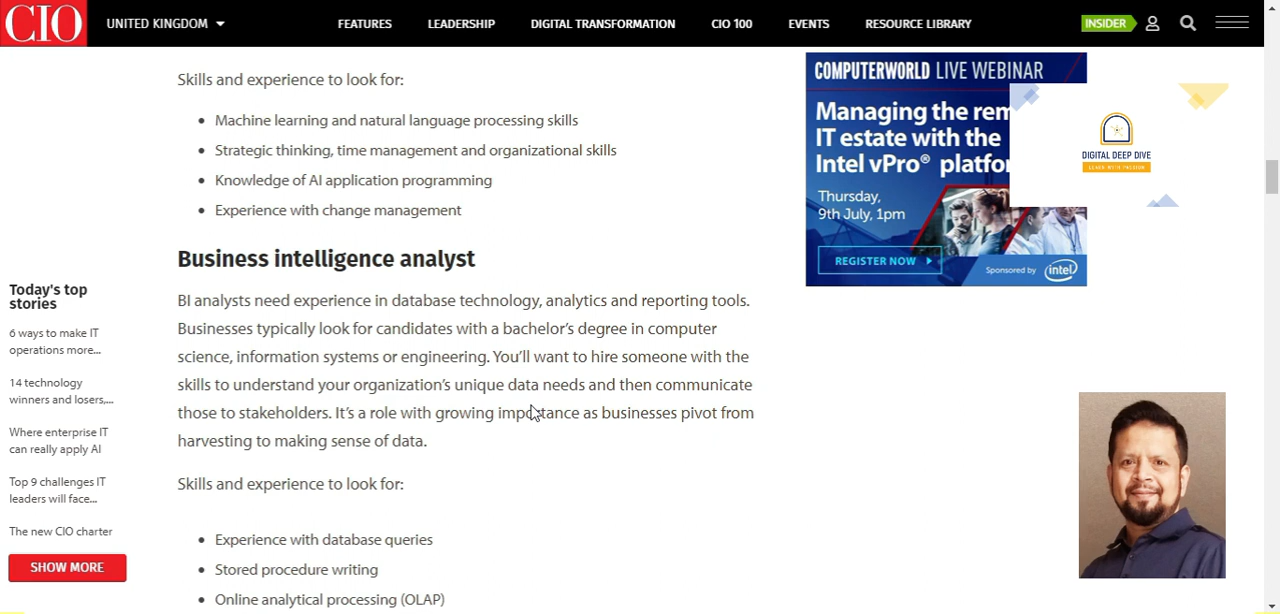 CIO
UNITED KINGDOM
FEATURES
LEADERSHIP
DIGITAL TRANSFORMATION
CIO 100
EVENTS
RESOURCE LIBRARY
INSIDER
Skills and experience to look for:
Machine learning and natural language processing skills
Strategic thinking, time management and organizational skills
Knowledge of AI application programming
Experience with change management
Business intelligence analyst
BI analysts need experience in database technology, analytics and reporting tools.
Businesses typically look for candidates with a bachelor's degree in computer
science, information systems or engineering. You'll want to hire someone with the
skills to understand your organization's unique data needs and then communicate
those to stakeholders. It's a role with growing importance as businesses pivot from
harvesting to making sense of data.
Skills and experience to look for:
Experience with database queries
Stored procedure writing
Online analytical processing (OLAP)
Today's top
stories
6 ways to make IT
operations more...
14 technology
winners and losers,...
Where enterprise IT
can really apply AI
Top 9 challenges IT
leaders will face...
The new CIO charter
SHOW MORE
COMPUTERWORLD LIVE WEBINAR
Managing the rem
IT estate with the
Intel vPro® platfo
Thursday,
9th July, 1pm
REGISTER NOW
Sponsored by intel
DIGITAL DEEP DIVE
LEARN WITH PASSION